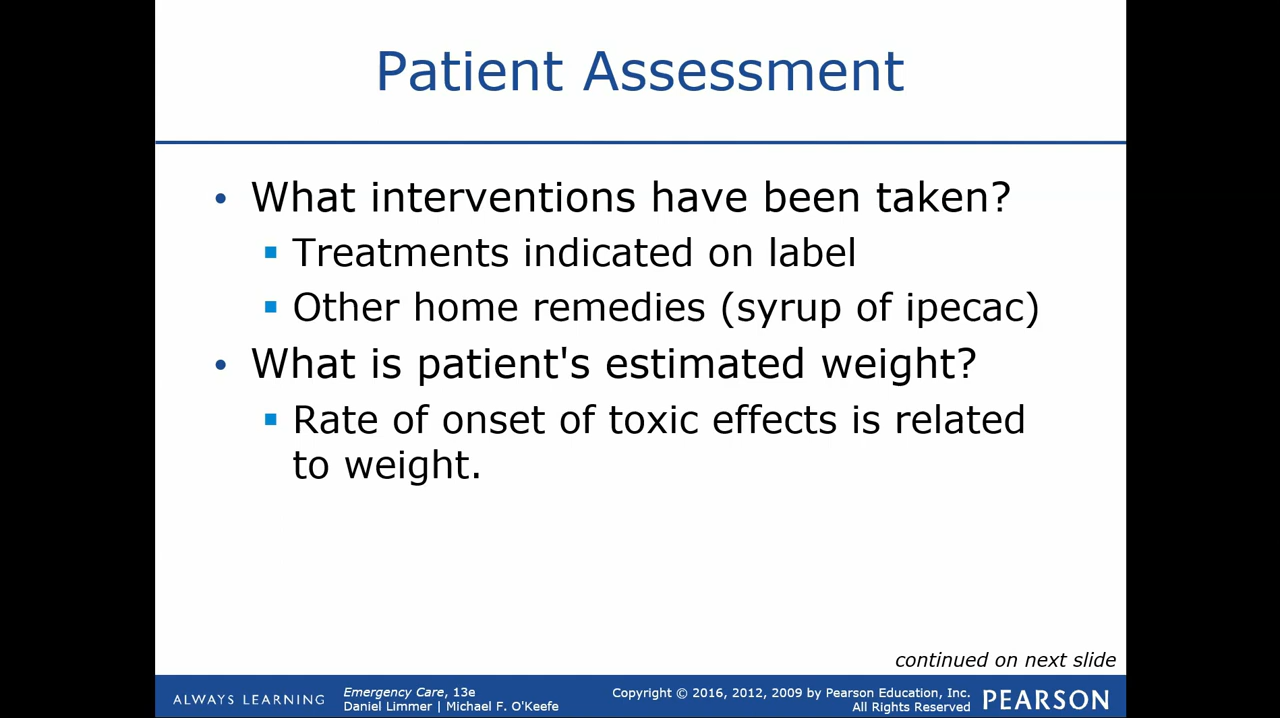 Patient Assessment
• What interventions have been taken?
▪ Treatments indicated on label
▪ Other home remedies (syrup of ipecac)
• What is patient's estimated weight?
▪ Rate of onset of toxic effects is related
to weight.
continued on next slide
ALWAYS LEARNING
Emergency Care, 13e
Daniel Limmer | Michael F. O'Keefe
Copyright © 2016, 2012, 2009 by Pearson Education, Inc.
All Rights Reserved
PEARSON